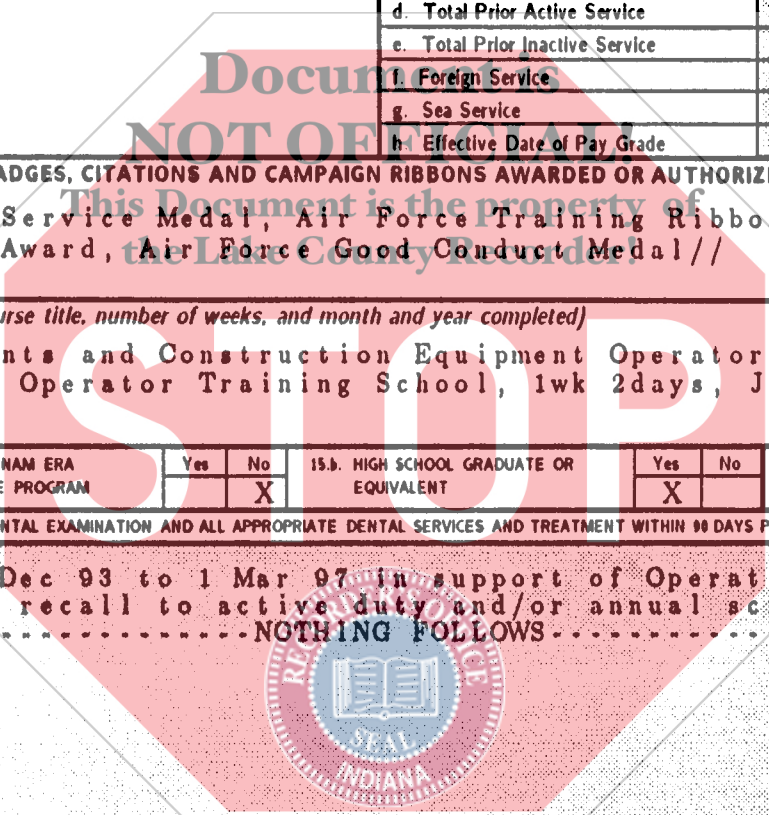 d. Total Prior Active Service
e. Total Prior Inactive Service
f. Foreign Service
g. Sea Service
h. Effective Date of Pay Grade
Document is
NOT OFFICIAL!
This Document is the property of
the Lake County Recorder!
ADGES, CITATIONS AND CAMPAIGN RIBBONS AWARDED OR AUTHORIZ
Service Medal, Air Force Training Ribbo
Award, Air Force Good Conduct Medal//
urse title, number of weeks, and month and year completed)
nts and Construction Equipment Operator
Operator Training School, 1wk 2days, J
STOP
NAM ERA
E PROGRAM
Yes No
X
15.b. HIGH SCHOOL GRADUATE OR
EQUIVALENT
Yes No
X
NTAL EXAMINATION AND ALL APPROPRIATE DENTAL SERVICES AND TREATMENT WITHIN 90 DAYS P
Dec 93 to 1 Mar 97 in support of Operat
recall to active duty and/or annual sc
NOTHING FOLLOWS
RECORDER'S OFFICE
SEAL
INDIANA